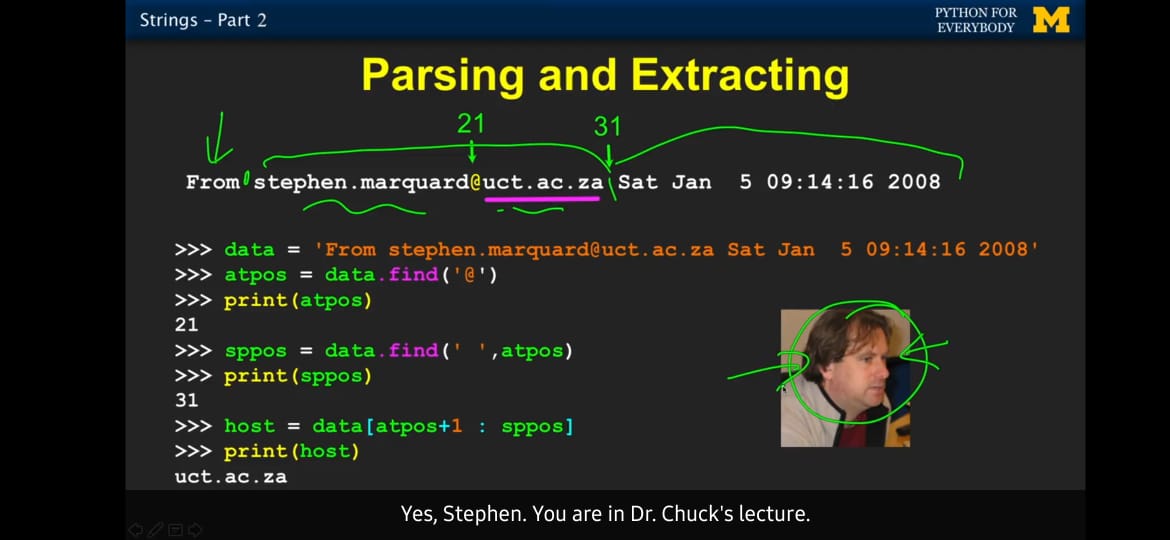 Strings – Part 2
PYTHON FOR
EVERYBODY
M
Parsing and Extracting
21
31
From stephen.marquard@uct.ac.za Sat Jan  5 09:14:16 2008
>>> data = 'From stephen.marquard@uct.ac.za Sat Jan  5 09:14:16 2008'
>>> atpos = data.find('@')
>>> print(atpos)
21
>>> sppos = data.find(' ',atpos)
>>> print(sppos)
31
>>> host = data[atpos+1 : sppos]
>>> print(host)
uct.ac.za
Yes, Stephen. You are in Dr. Chuck's lecture.